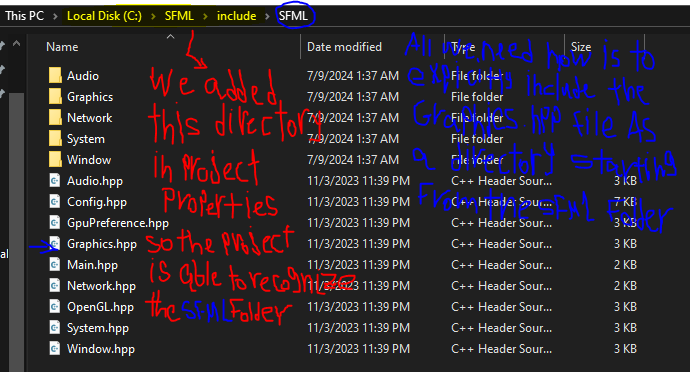 This PC > Local Disk (C:) > SFML > include > SFML
Name Date modified Type Size
Audio 7/9/2024 1:37 AM File folder
Graphics 7/9/2024 1:37 AM File folder
Network 7/9/2024 1:37 AM File folder
System 7/9/2024 1:37 AM File folder
Window 7/9/2024 1:37 AM File folder
Audio.hpp 11/3/2023 11:39 PM C++ Header Sour... 3 KB
Config.hpp 11/3/2023 11:39 PM C++ Header Sour... 7 KB
GpuPreference.hpp 11/3/2023 11:39 PM C++ Header Sour... 3 KB
Graphics.hpp 11/3/2023 11:39 PM C++ Header Sour... 3 KB
Main.hpp 11/3/2023 11:39 PM C++ Header Sour... 2 KB
Network.hpp 11/3/2023 11:39 PM C++ Header Sour... 2 KB
OpenGL.hpp 11/3/2023 11:39 PM C++ Header Sour... 3 KB
System.hpp 11/3/2023 11:39 PM C++ Header Sour... 3 KB
Window.hpp 11/3/2023 11:39 PM C++ Header Sour... 3 KB
We added
this directory
in project
properties
so the project
is able to recognize
the SFML Folder
All we need now is to
include the
Graphics hpp file As
a directory starting
From the SFML Folder
al